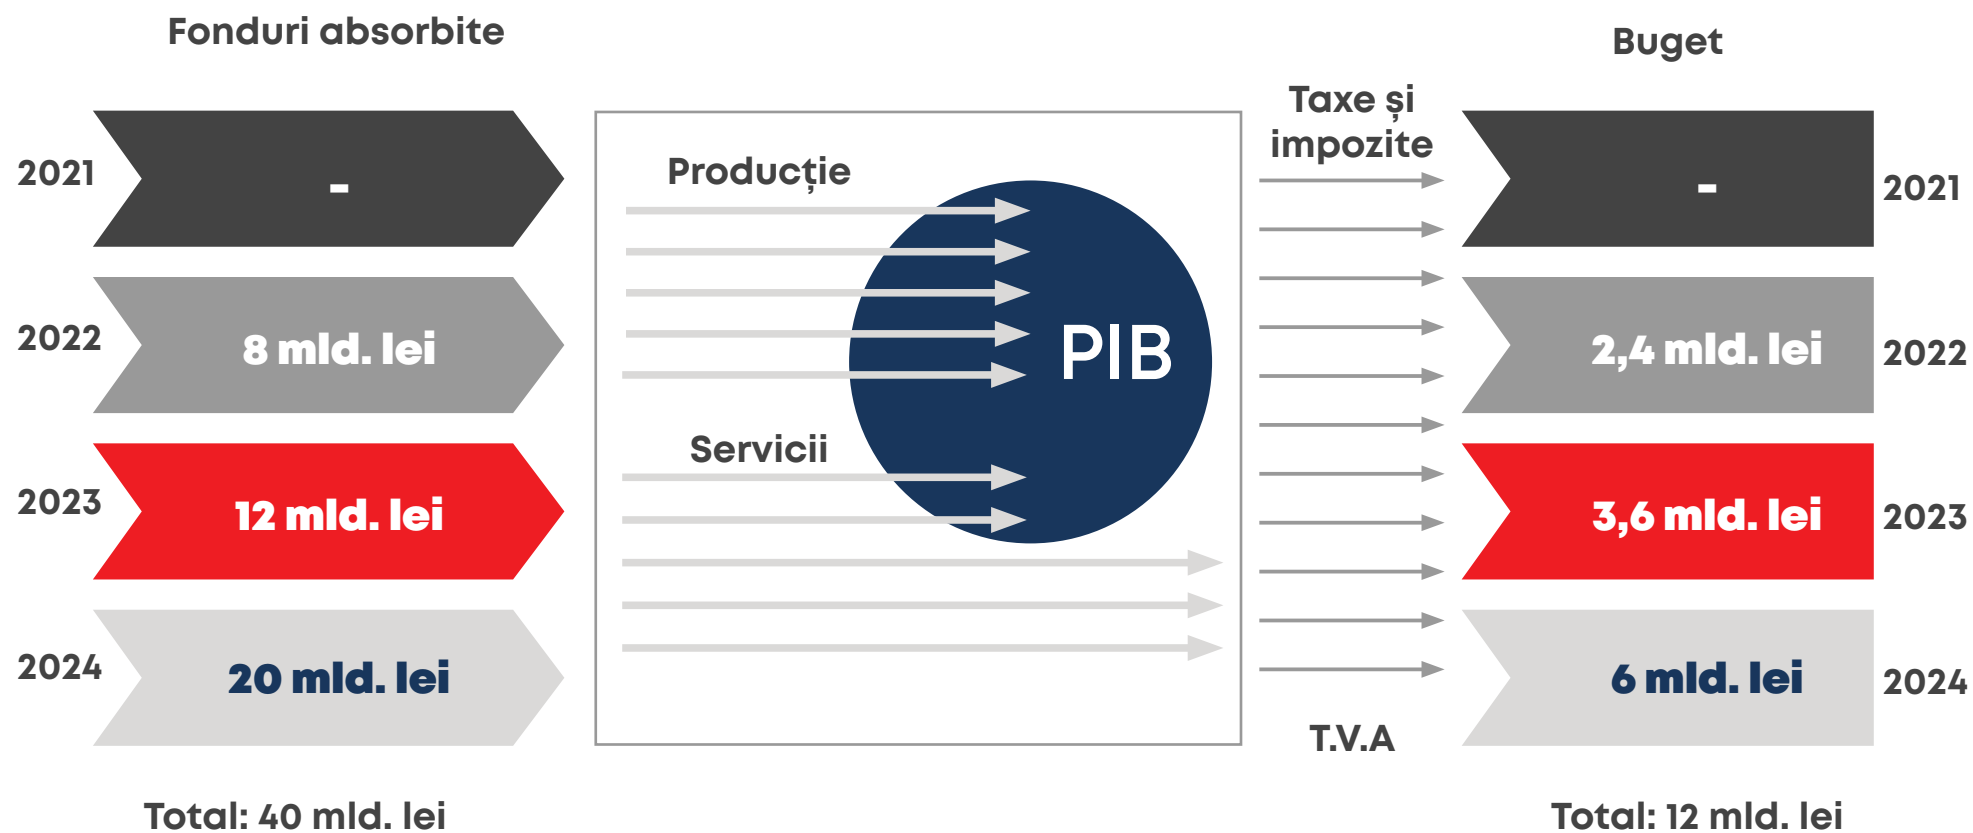 Fonduri absorbite
2021
-
2022
8 mld. lei
2023
12 mld. lei
2024
20 mld. lei
Total: 40 mld. lei
Producție
PIB
Servicii
Taxe și
impozite
T.V.A
Buget
-
2021
2,4 mld. lei
2022
3,6 mld. lei
2023
6 mld. lei
2024
Total: 12 mld. lei